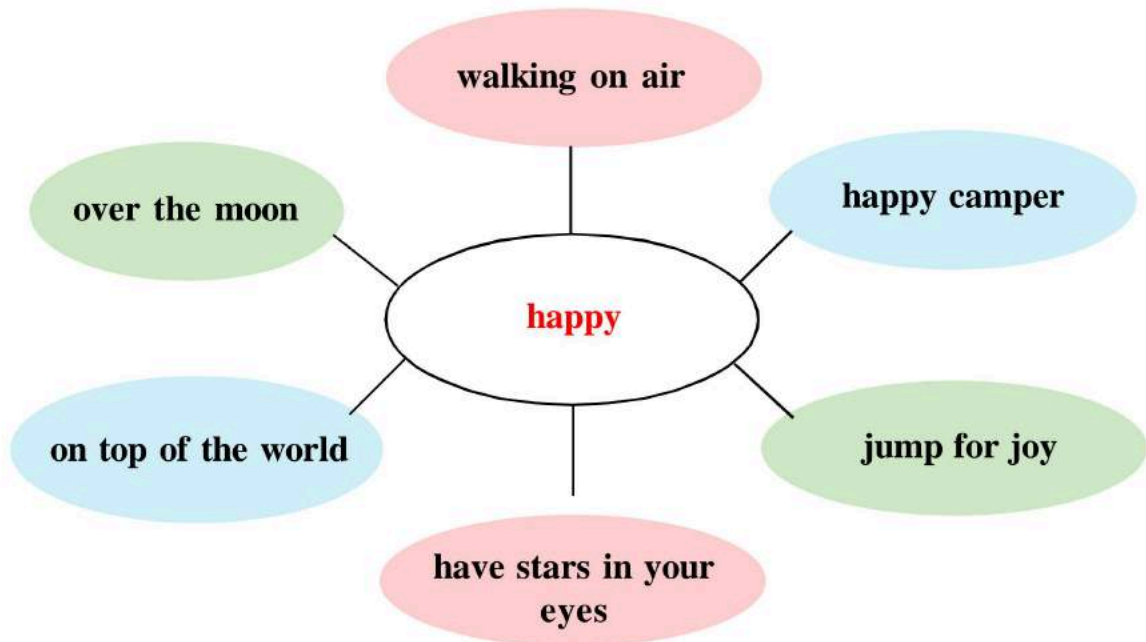 walking on air
over the moon
happy camper
happy
on top of the world
jump for joy
have stars in your
eyes